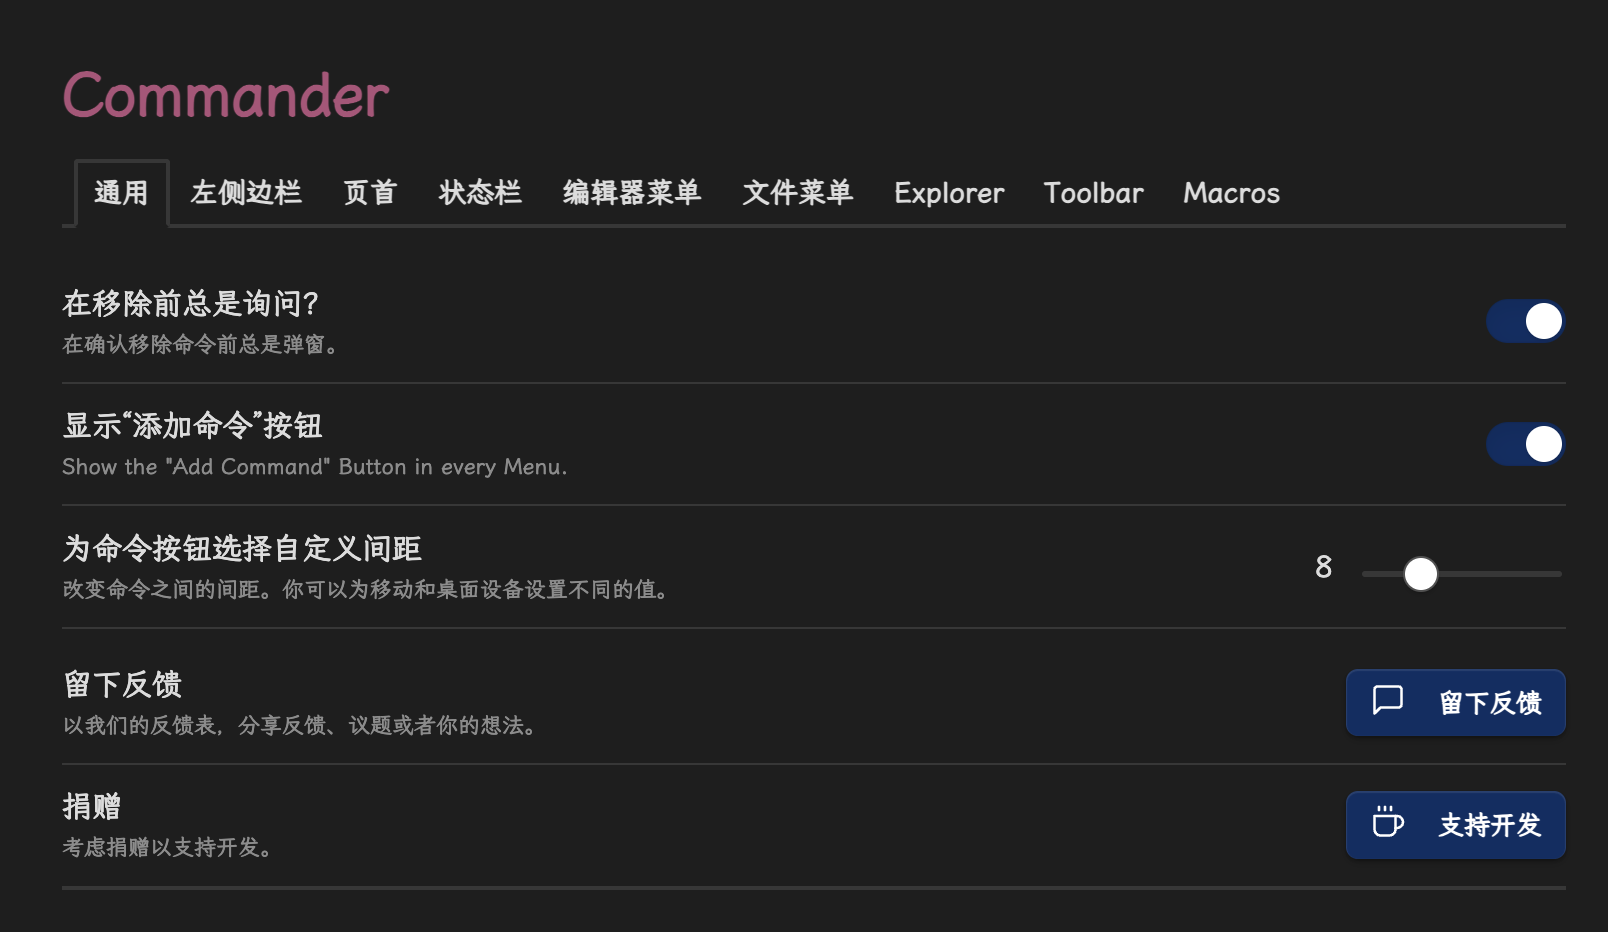 Commander
通用 左侧边栏 页首 状态栏 编辑器菜单 文件菜单 Explorer Toolbar Macros
在移除前总是询问?
在确认移除命令前总是弹窗。
显示“添加命令”按钮
Show the "Add Command" Button in every Menu.
为命令按钮选择自定义间距
改变命令之间的间距。你可以为移动和桌面设备设置不同的值。
8
留下反馈
以我们的反馈表，分享反馈、议题或者你的想法。
留下反馈
捐赠
考虑捐赠以支持开发。
支持开发